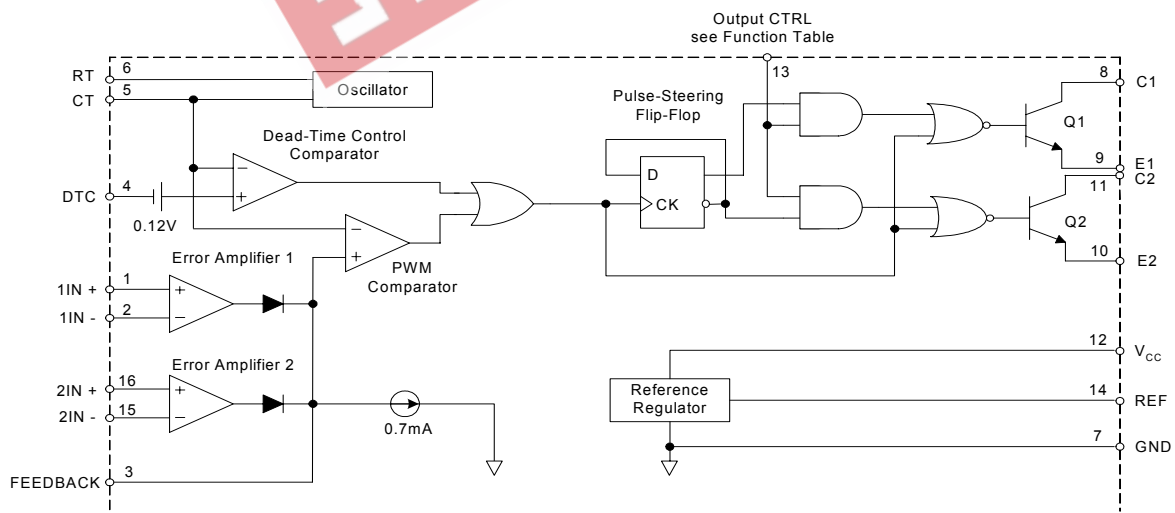 Output CTRL
see Function Table
RT
6
CT
5
Oscillator
13
8
C1
Pulse-Steering
Flip-Flop
Dead-Time Control
Comparator
Q1
9
E1
C2
11
D
CK
DTC
4
0.12V
Q2
10
E2
Error Amplifier 1
PWM
Comparator
1IN +
1
1IN -
2
12
VCC
Error Amplifier 2
Reference
Regulator
14
REF
2IN +
16
2IN -
15
0.7mA
7
GND
FEEDBACK
3